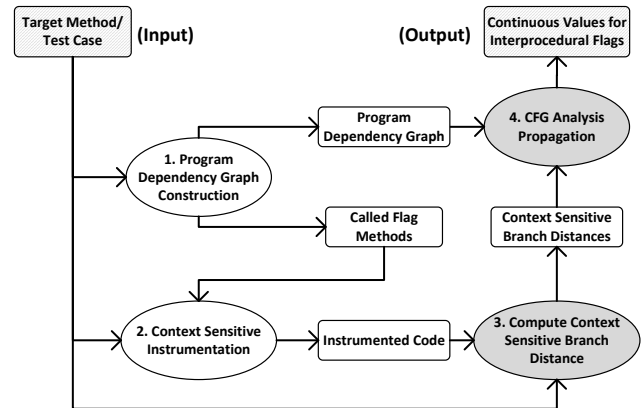 Target Method/
Test Case
(Input)
(Output)
Continuous Values for
Interprocedural Flags
Program
Dependency Graph
4. CFG Analysis
Propagation
1. Program
Dependency Graph
Construction
Called Flag
Methods
Context Sensitive
Branch Distances
2. Context Sensitive
Instrumentation
Instrumented Code
3. Compute Context
Sensitive Branch
Distance